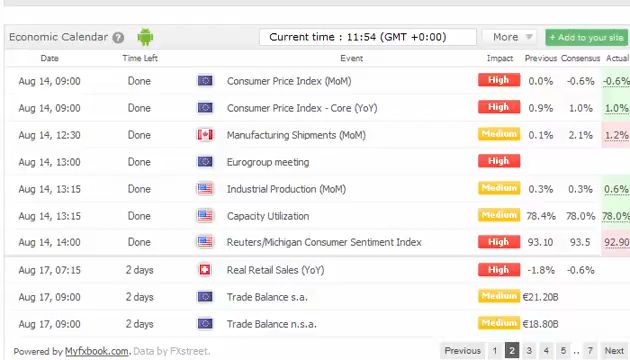 Economic Calendar ? Current time : 11:54 (GMT +0:00) More + Add to your site
Date Time Left Event Impact Previous Consensus Actual
Aug 14, 09:00 Done Consumer Price Index (MoM) High 0.0% -0.6% -0.6%
Aug 14, 09:00 Done Consumer Price Index - Core (YoY) High 0.9% 1.0% 1.0%
Aug 14, 12:30 Done Manufacturing Shipments (MoM) Medium 0.1% 2.1% 1.2%
Aug 14, 13:00 Done Eurogroup meeting High
Aug 14, 13:15 Done Industrial Production (MoM) Medium 0.3% 0.3% 0.6%
Aug 14, 13:15 Done Capacity Utilization Medium 78.4% 78.0% 78.0%
Aug 14, 14:00 Done Reuters/Michigan Consumer Sentiment Index High 93.10 93.5 92.90
Aug 17, 07:15 2 days Real Retail Sales (YoY) High -1.8% -0.6%
Aug 17, 09:00 2 days Trade Balance s.a. Medium €21.20B
Aug 17, 09:00 2 days Trade Balance n.s.a. Medium €18.80B
Powered by Myfxbook.com. Data by FXstreet. Previous 1 2 3 4 5 .. 7 Next